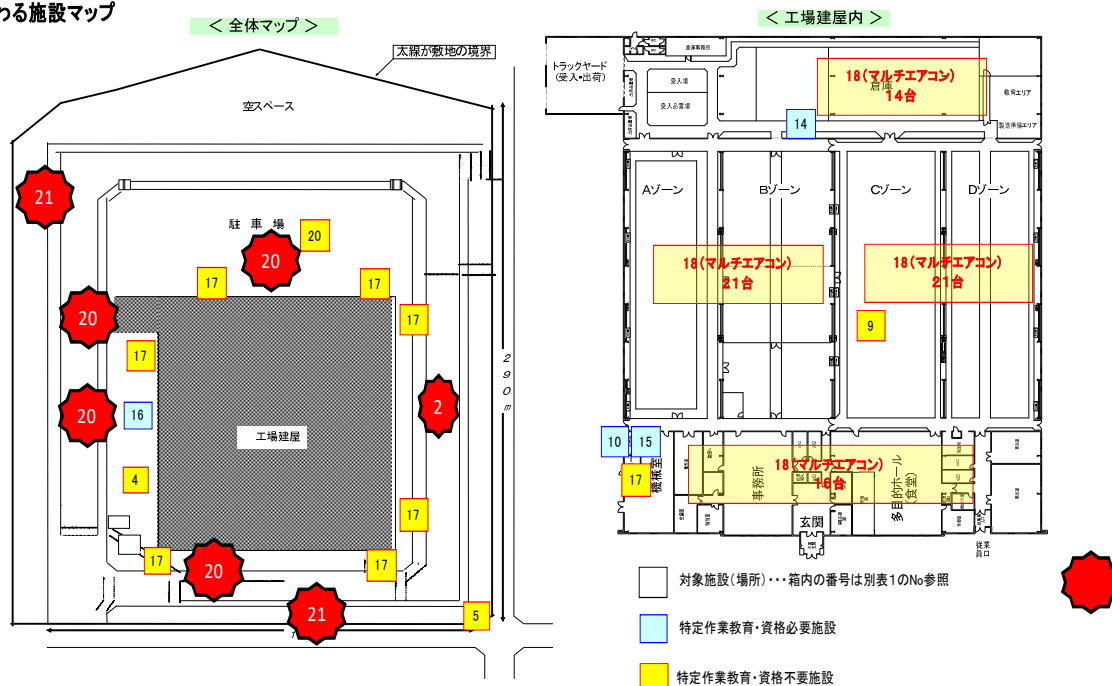 わる施設マップ
＜ 全体マップ ＞
太線が敷地の境界
空スペース
21
駐 車 場
20
20
17
17
20
17
17
290m
16
20
2
工場建屋
4
17
17
20
17
21
5
＜ 工場建屋内 ＞
トラックヤード
(受入・出荷)
倉庫事務所
受入場
受入品置場
18(マルチエアコン)
14台
倉庫
教育エリア
製造準備エリア
14
Aゾーン
Bゾーン
Cゾーン
Dゾーン
18(マルチエアコン)
21台
18(マルチエアコン)
21台
9
10
15
17
機械室
18(マルチエアコン)
16台
事務所
多目的ホール
(食堂)
玄関
従業
員口
対象施設(場所)・・・箱内の番号は別表1のNo参照
特定作業教育・資格必要施設
特定作業教育・資格不要施設